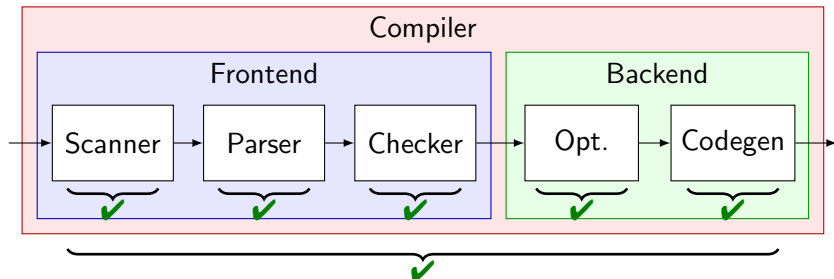 Compiler
Frontend
Backend
Scanner
Parser
Checker
Opt.
Codegen